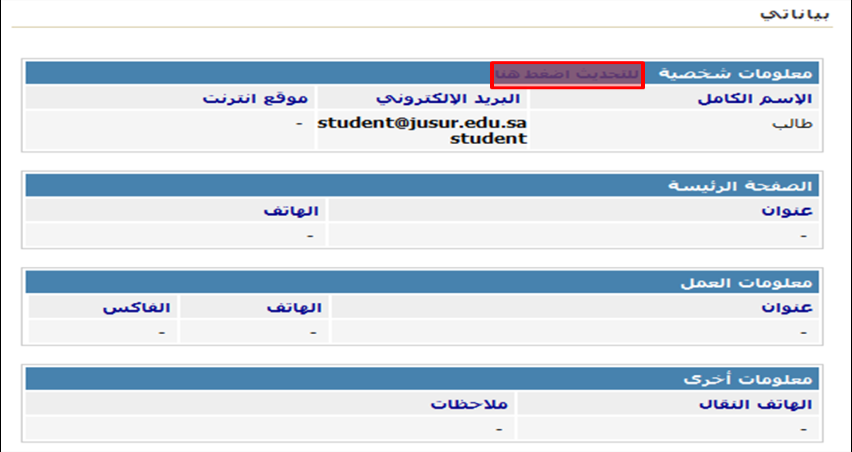 بياناتي
معلومات شخصية للتحديث اضغط هنا
الاسم الكامل البريد الإلكتروني موقع انترنت
طالب student@jusur.edu.sa -
student
الصفحة الرئيسة
عنوان الهاتف
- -
معلومات العمل
عنوان الهاتف الفاكس
- - -
معلومات أخرى
الهاتف النقال ملاحظات
- -